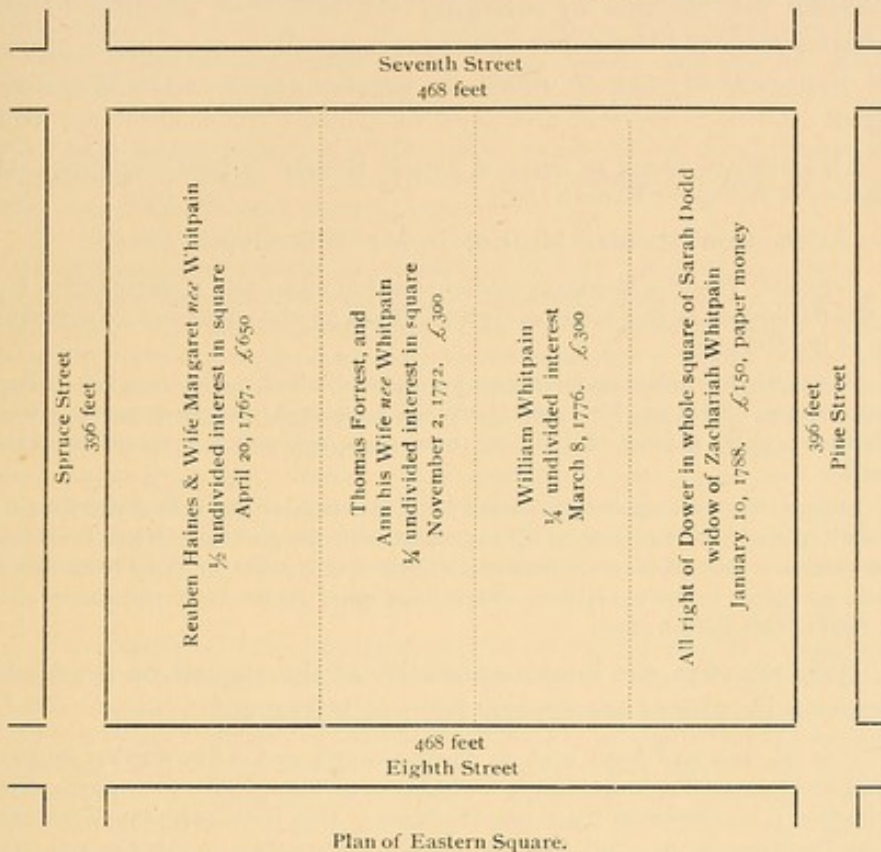 Seventh Street
468 feet
Spruce Street
396 feet
Reuben Haines & Wife Margaret nee Whitpain
½ undivided interest in square
April 20, 1767. £650
Thomas Forrest, and
Ann his Wife nee Whitpain
¼ undivided interest in square
November 2, 1772. £300
William Whitpain
¼ undivided interest
March 8, 1776. £300
All right of Dower in whole square of Sarah Dodd
widow of Zachariah Whitpain
January 10, 1788. £150, paper money
396 feet
Pine Street
468 feet
Eighth Street
Plan of Eastern Square.